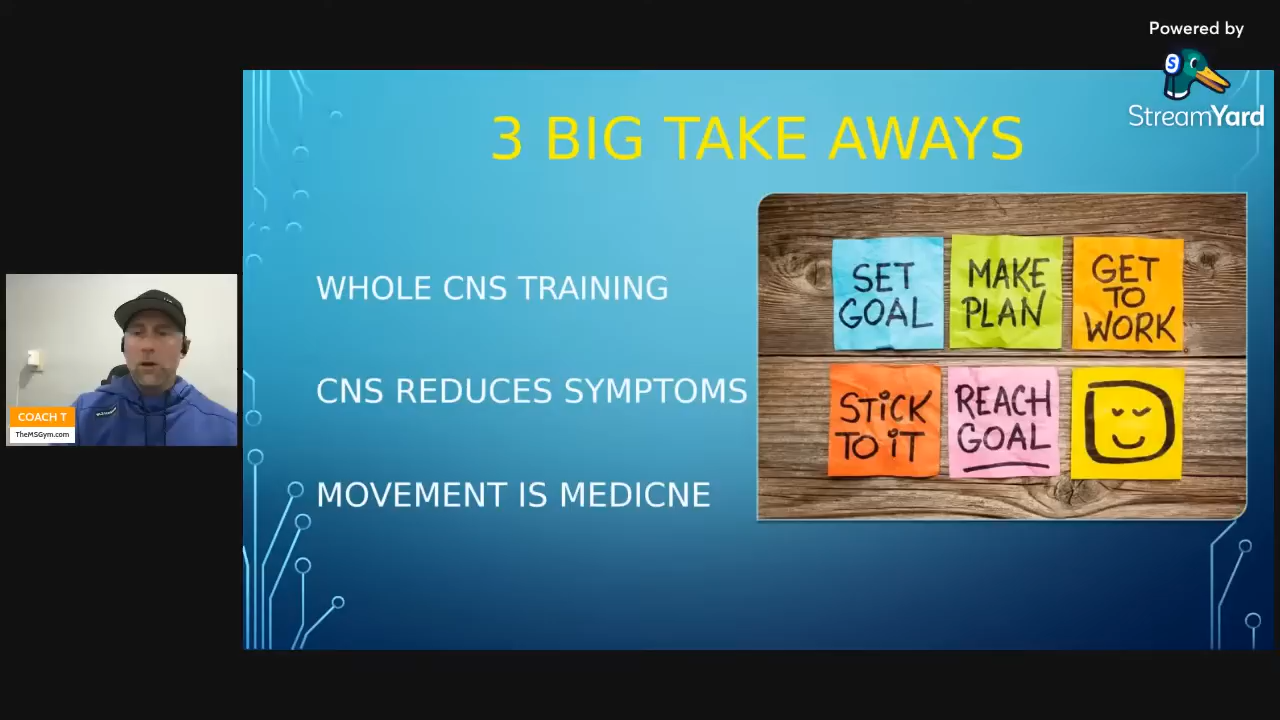 Powered by
S
StreamYard
3 BIG TAKE AWAYS
WHOLE CNS TRAINING
CNS REDUCES SYMPTOMS
MOVEMENT IS MEDICNE
SET
GOAL
MAKE
PLAN
GET
TO
WORK
STiCK
TO iT
REACH
GOAL
COACH T
TheMSGym.com